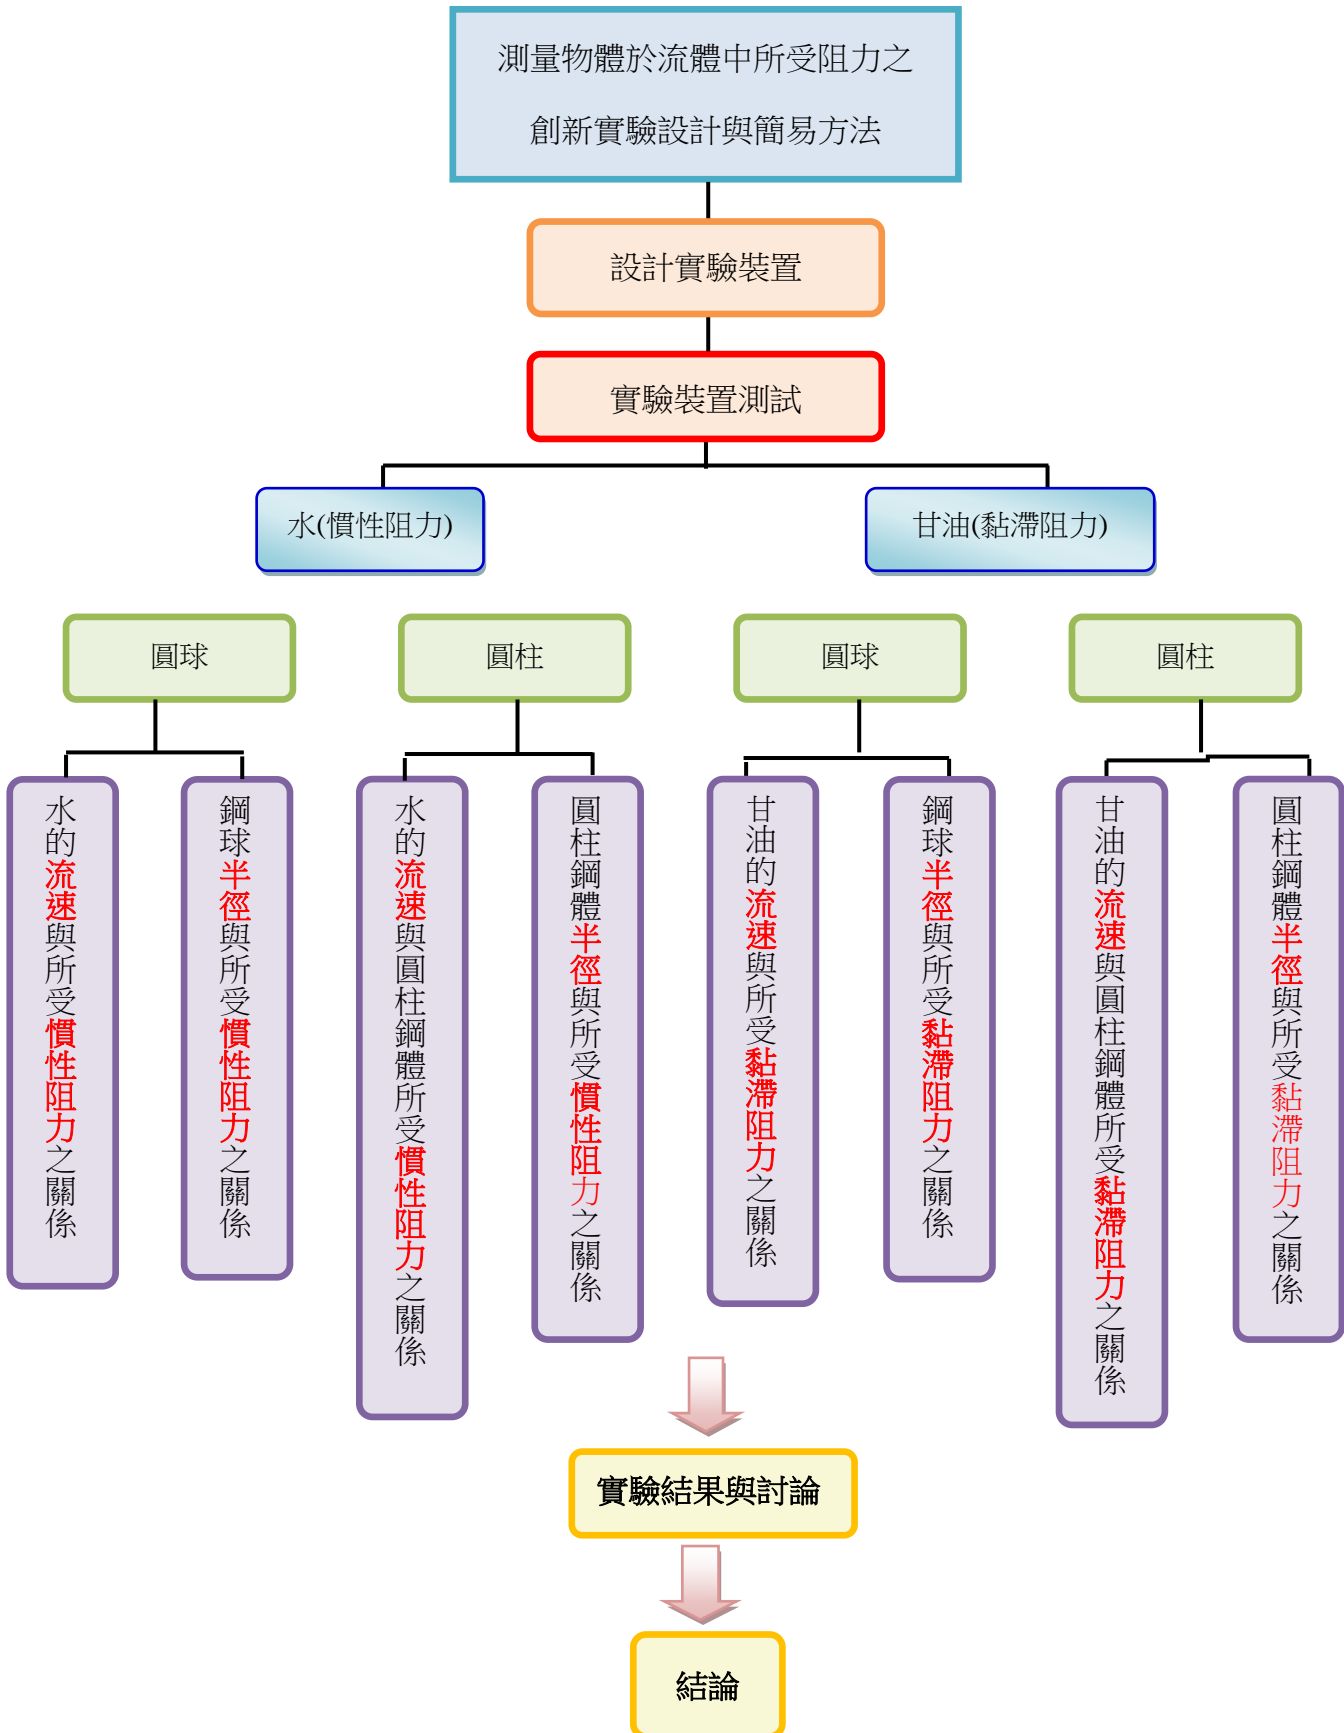 測量物體於流體中所受阻力之
創新實驗設計與簡易方法
設計實驗裝置
實驗裝置測試
水(慣性阻力)
甘油(黏滯阻力)
圓球
圓柱
圓球
圓柱
水的流速與所受慣性阻力之關係
鋼球半徑與所受慣性阻力之關係
水的流速與圓柱鋼體所受慣性阻力之關係
圓柱鋼體半徑與所受慣性阻力之關係
甘油的流速與所受黏滯阻力之關係
鋼球半徑與所受黏滯阻力之關係
甘油的流速與圓柱鋼體所受黏滯阻力之關係
圓柱鋼體半徑與所受黏滯阻力之關係
實驗結果與討論
結論